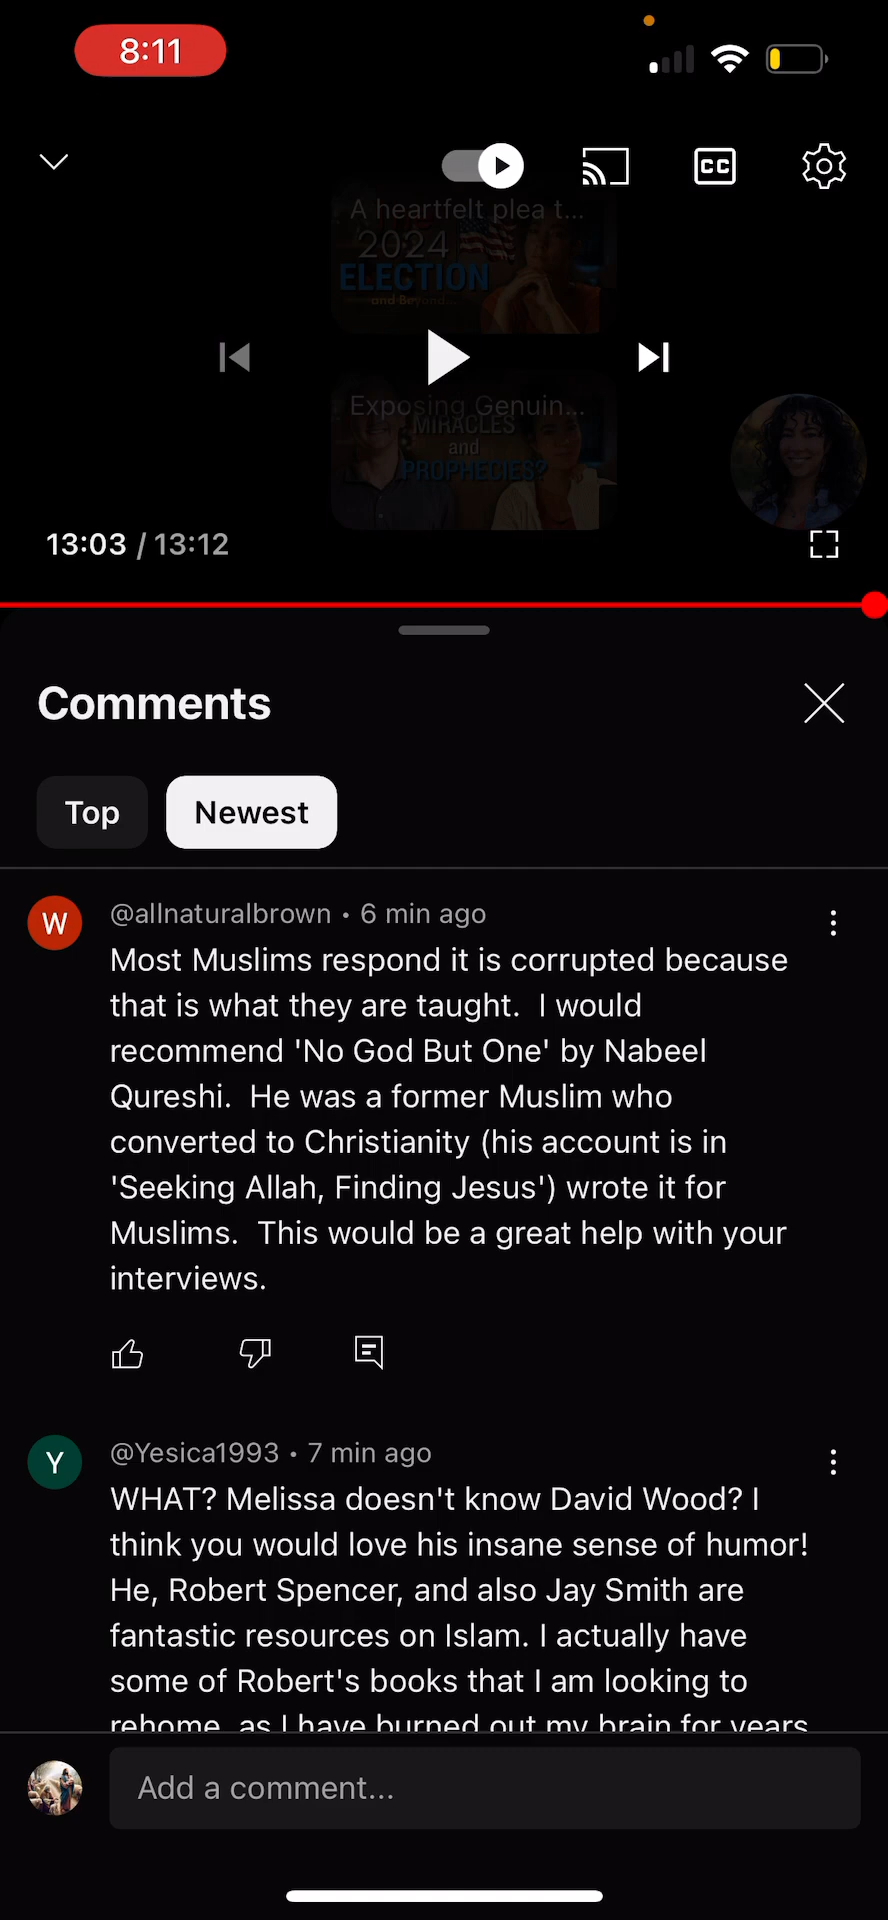 8:11
CC
A heartfelt plea t...
2024
ELECTION
and Beyond...
Exposing Genuin...
MIRACLES
and
PROPHECIES?
13:03 / 13:12
Comments
Top
Newest
W
@allnaturalbrown • 6 min ago
Most Muslims respond it is corrupted because
that is what they are taught.  I would
recommend 'No God But One' by Nabeel
Qureshi.  He was a former Muslim who
converted to Christianity (his account is in
'Seeking Allah, Finding Jesus') wrote it for
Muslims.  This would be a great help with your
interviews.
Y
@Yesica1993 • 7 min ago
WHAT? Melissa doesn't know David Wood? I
think you would love his insane sense of humor!
He, Robert Spencer, and also Jay Smith are
fantastic resources on Islam. I actually have
some of Robert's books that I am looking to
rehome, as I have burned out my brain for years
Add a comment...